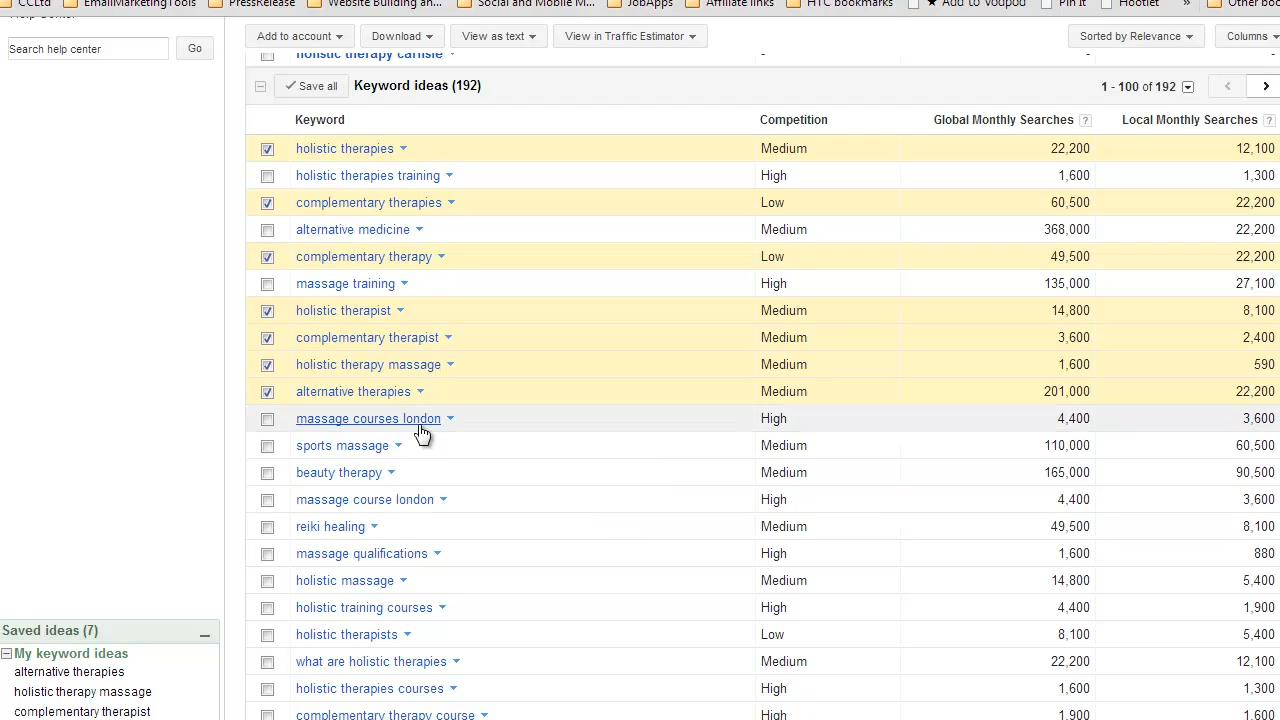 CCLtd EmailMarketingTools PressRelease Website Building an... Social and Mobile M... JobApps Affiliate links HTC bookmarks ★ Add to Voupod Pin It Hootlet » Other boo
Help Center
Search help center Go
Add to account Download View as text View in Traffic Estimator Sorted by Relevance Columns
holistic therapy carlisle - -
Save all Keyword ideas (192) 1 - 100 of 192
Keyword Competition Global Monthly Searches ? Local Monthly Searches ?
holistic therapies Medium 22,200 12,100
holistic therapies training High 1,600 1,300
complementary therapies Low 60,500 22,200
alternative medicine Medium 368,000 22,200
complementary therapy Low 49,500 22,200
massage training High 135,000 27,100
holistic therapist Medium 14,800 8,100
complementary therapist Medium 3,600 2,400
holistic therapy massage Medium 1,600 590
alternative therapies Medium 201,000 22,200
massage courses london High 4,400 3,600
sports massage Medium 110,000 60,500
beauty therapy Medium 165,000 90,500
massage course london High 4,400 3,600
reiki healing Medium 49,500 8,100
massage qualifications High 1,600 880
holistic massage Medium 14,800 5,400
holistic training courses High 4,400 1,900
holistic therapists Low 8,100 5,400
what are holistic therapies Medium 22,200 12,100
holistic therapies courses High 1,600 1,300
complementary therapy course High 1,900 1,600
Saved ideas (7)
My keyword ideas
alternative therapies
holistic therapy massage
complementary therapist